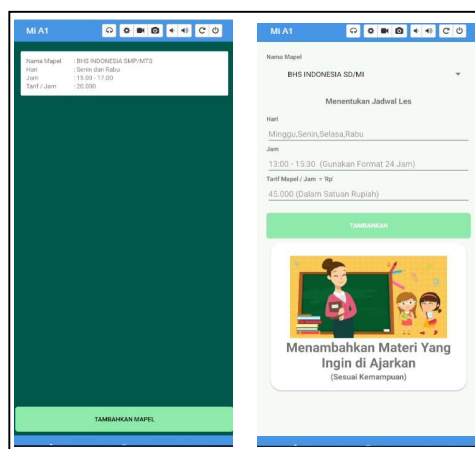 Mi A1
Nama Mapel : BHS INDONESIA SMP/MTS
Hari : Senin dan Rabu
Jam : 15.00 - 17.00
Tarif / Jam : 20.000
TAMBAHKAN MAPEL
Mi A1
Nama Mapel
BHS INDONESIA SD/MI
Menentukan Jadwal Les
Hari
Minggu,Senin,Selasa,Rabu
Jam
13:00 - 15:30 (Gunakan Format 24 Jam)
Tarif Mapel / Jam = 'Rp'
45.000 (Dalam Satuan Rupiah)
TAMBAHKAN
Menambahkan Materi Yang
Ingin di Ajarkan
(Sesuai Kemampuan)